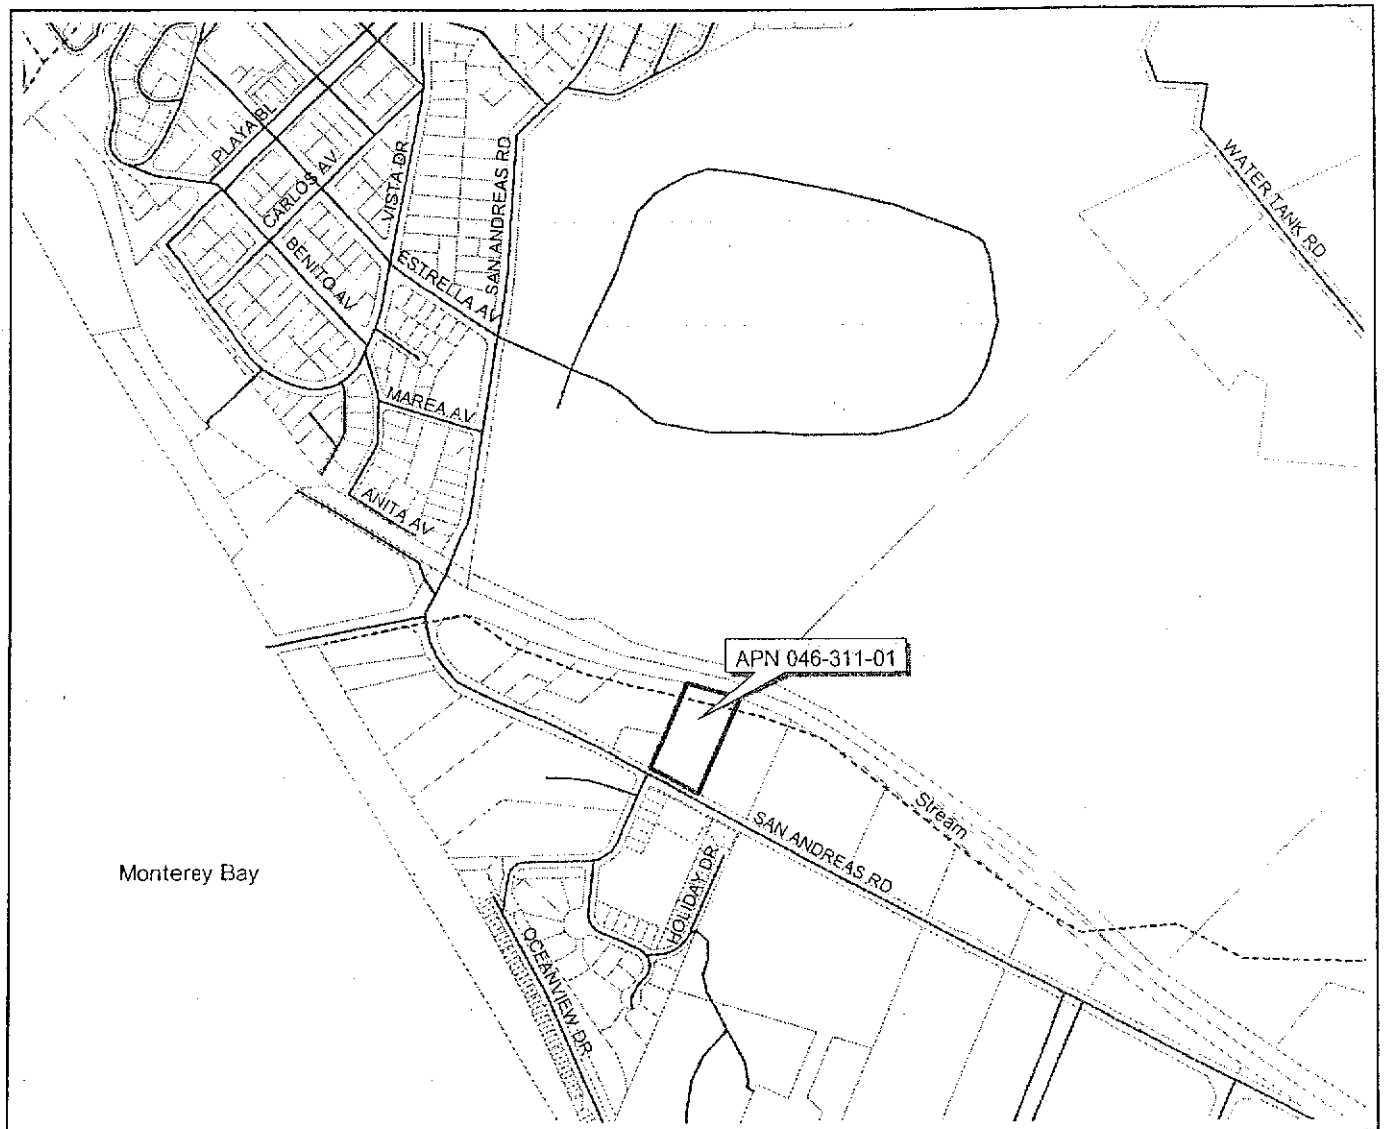 PLAYA BL
CARLOS AV
VISTA DR
SAN ANDREAS RD
WATER TANK RD
BENITO AV
ESTRELLA AV
MAREA AV
ANITA AV
APN 046-311-01
Stream
SAN ANDREAS RD
Monterey Bay
HOLIDAY DR
OCEANVIEW DR